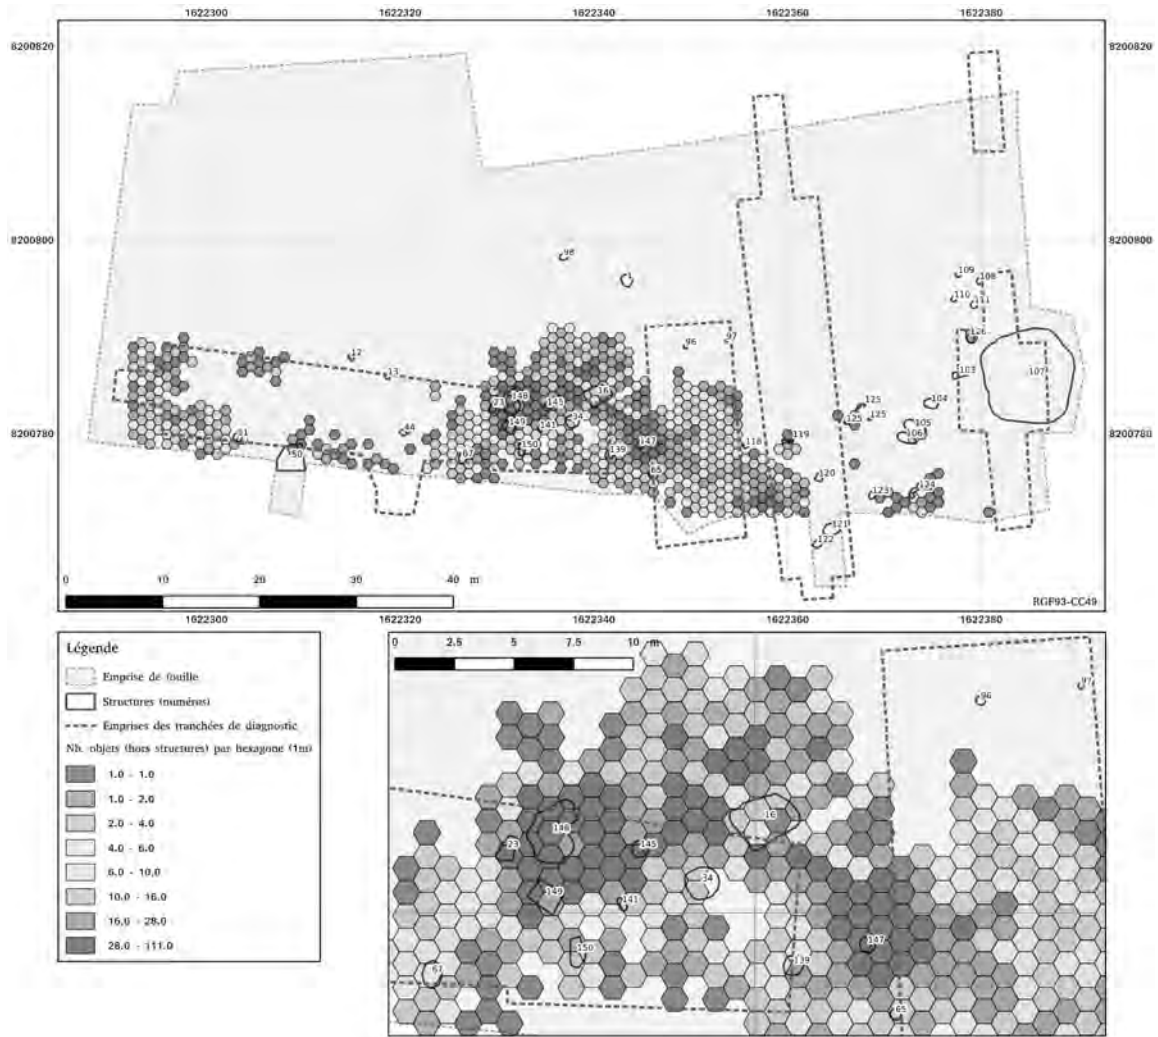 1622300 1622320 1622340 1622360 1622380
8200820 8200820
8200800 8200800
8200780 8200780
98
1
109 108
110 111
126
103
107
96 97
12
13
16
73 148
145
149 141 34
150
139 147
65
67
44
50
118 119
125
125
125
104
105
106
120
123 124
121
122
0 10 20 30 40 m
RGF93-CC49
1622300 1622320 1622340 1622360 1622380
Légende
Emprise de fouille
Structures (numéros)
Emprises des tranchées de diagnostic
Nb. objets (hors structures) par hexagone (1m)
1.0 - 1.0
1.0 - 2.0
2.0 - 4.0
4.0 - 6.0
6.0 - 10.0
10.0 - 16.0
16.0 - 28.0
28.0 - 111.0
0 2.5 5 7.5 10 m
96 97
16
146
23 145
34
149 141
150
147
139
67
65